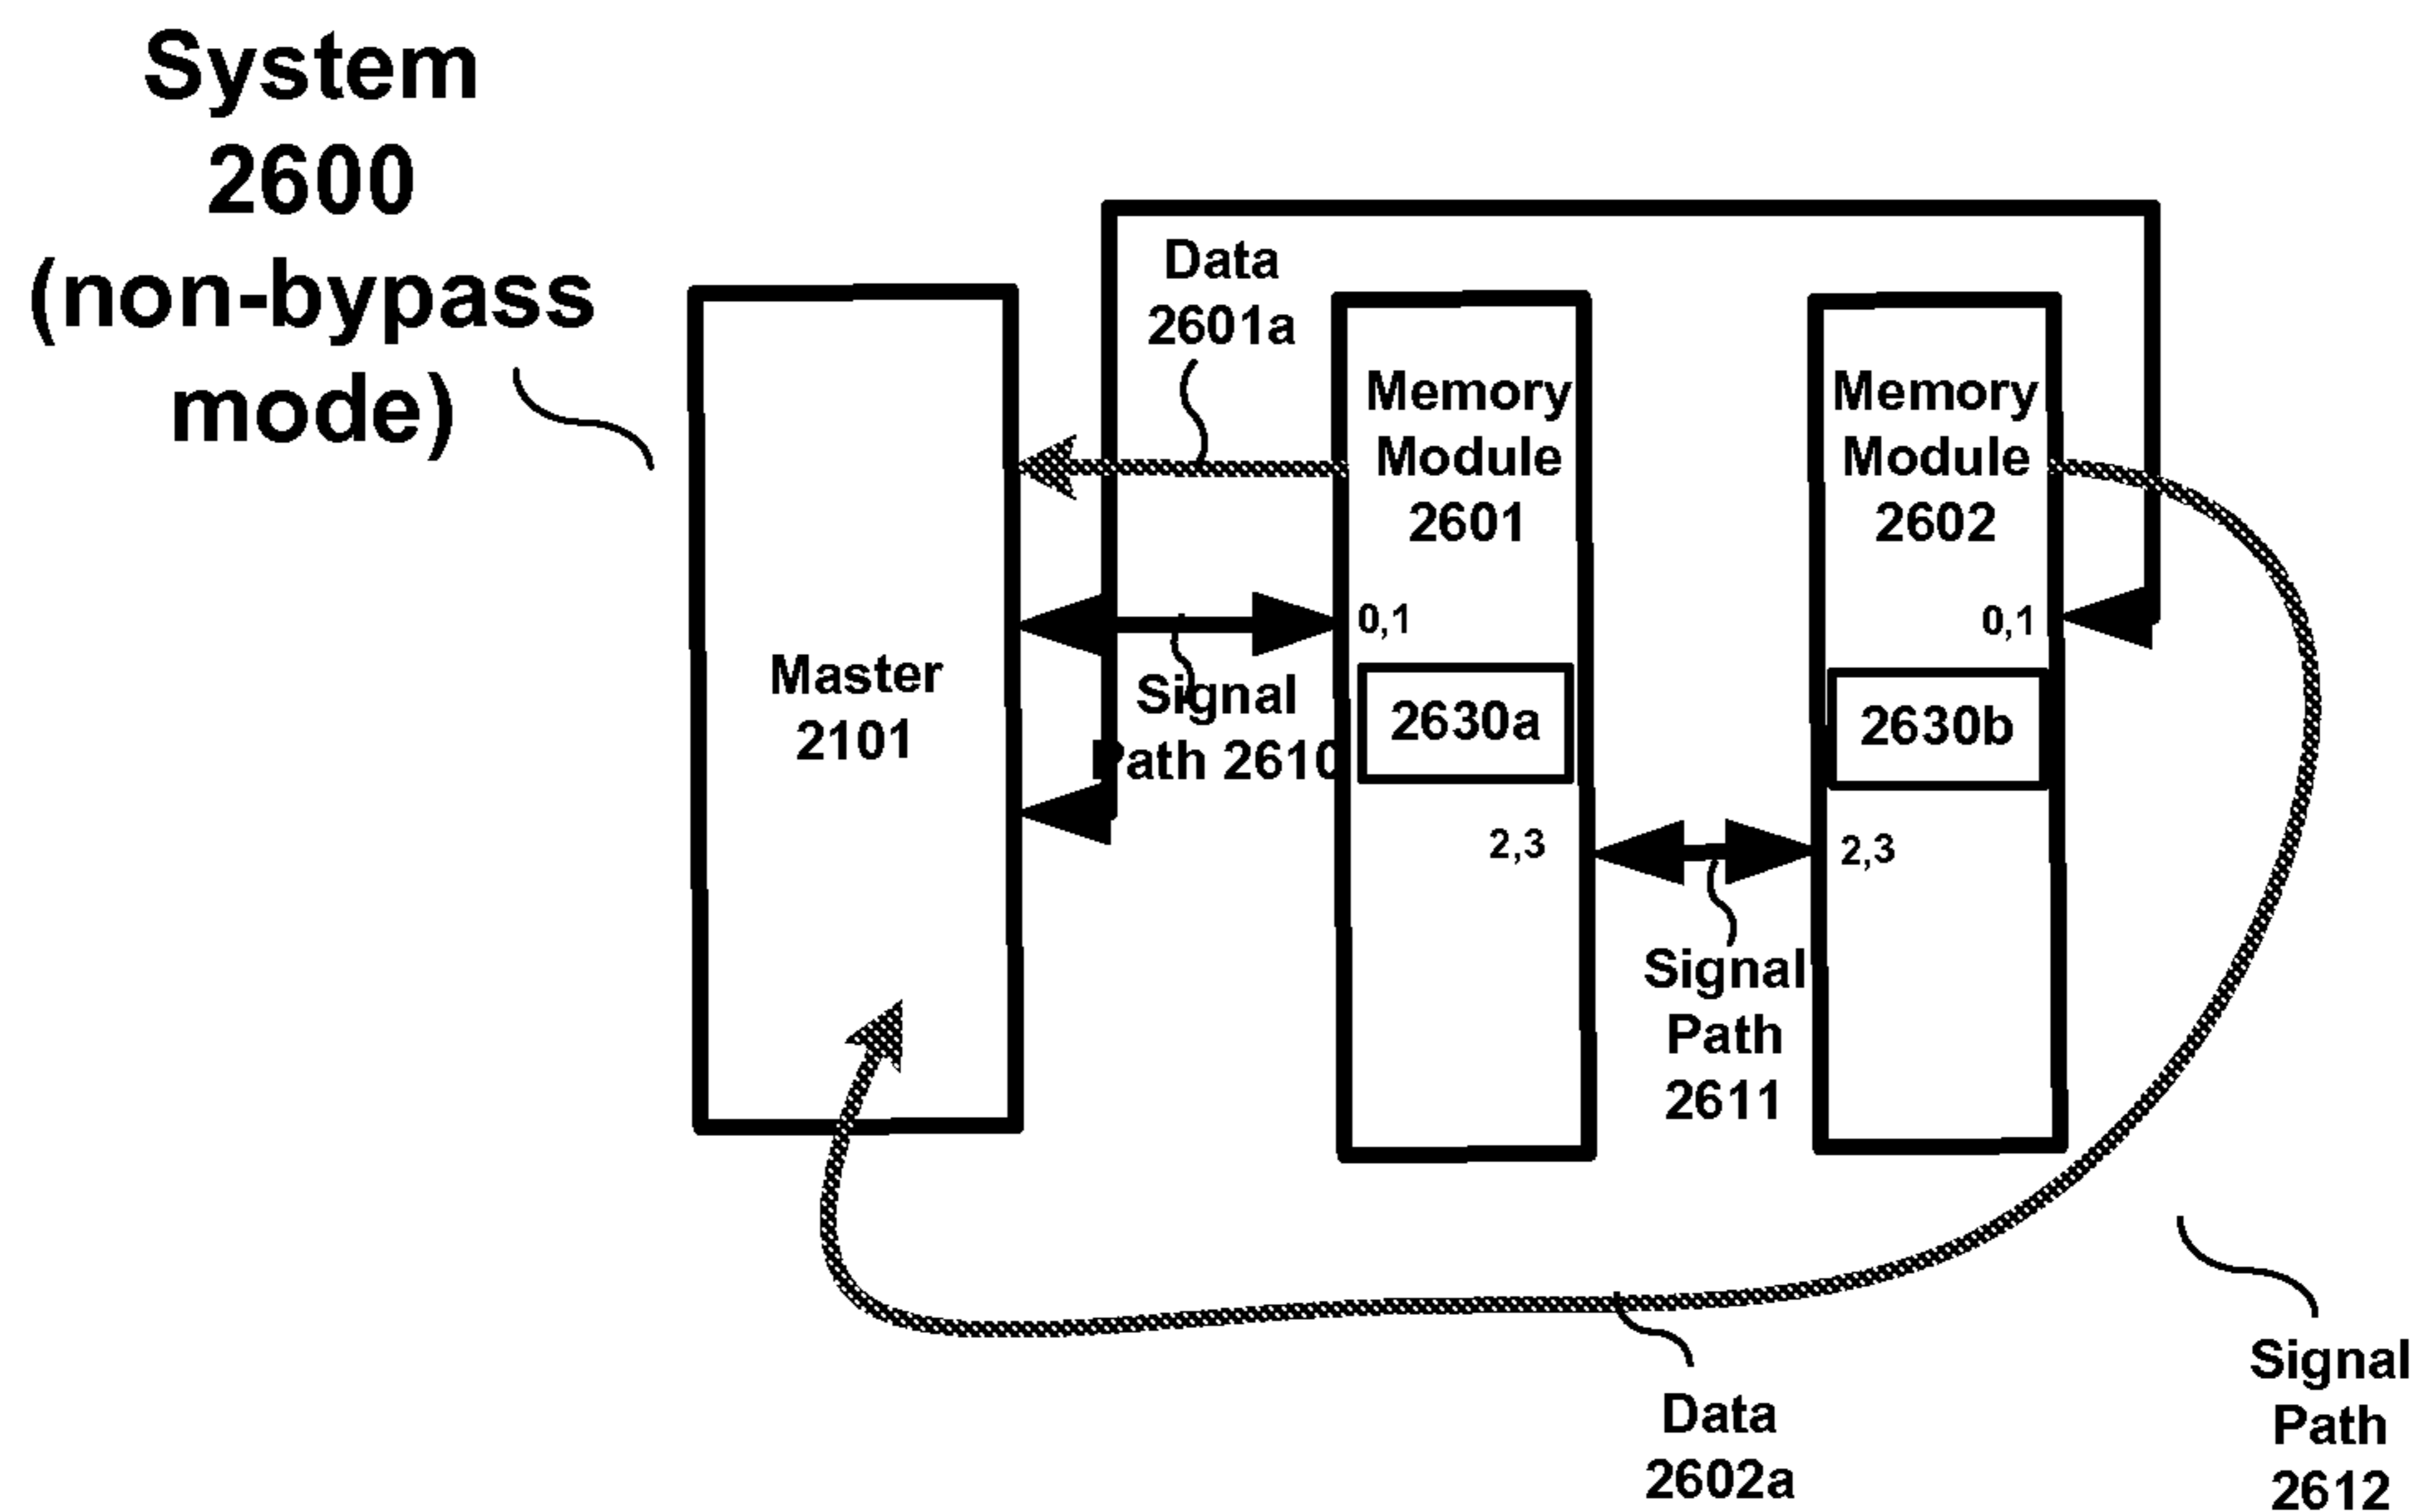 System
2600
(non-bypass
mode)
Data
2601a
Memory
Module
2601
Memory
Module
2602
0,1
0,1
Master
2101
Signal
Path 2610
2630a
2630b
2,3
2,3
Signal
Path
2611
Data
2602a
Signal
Path
2612